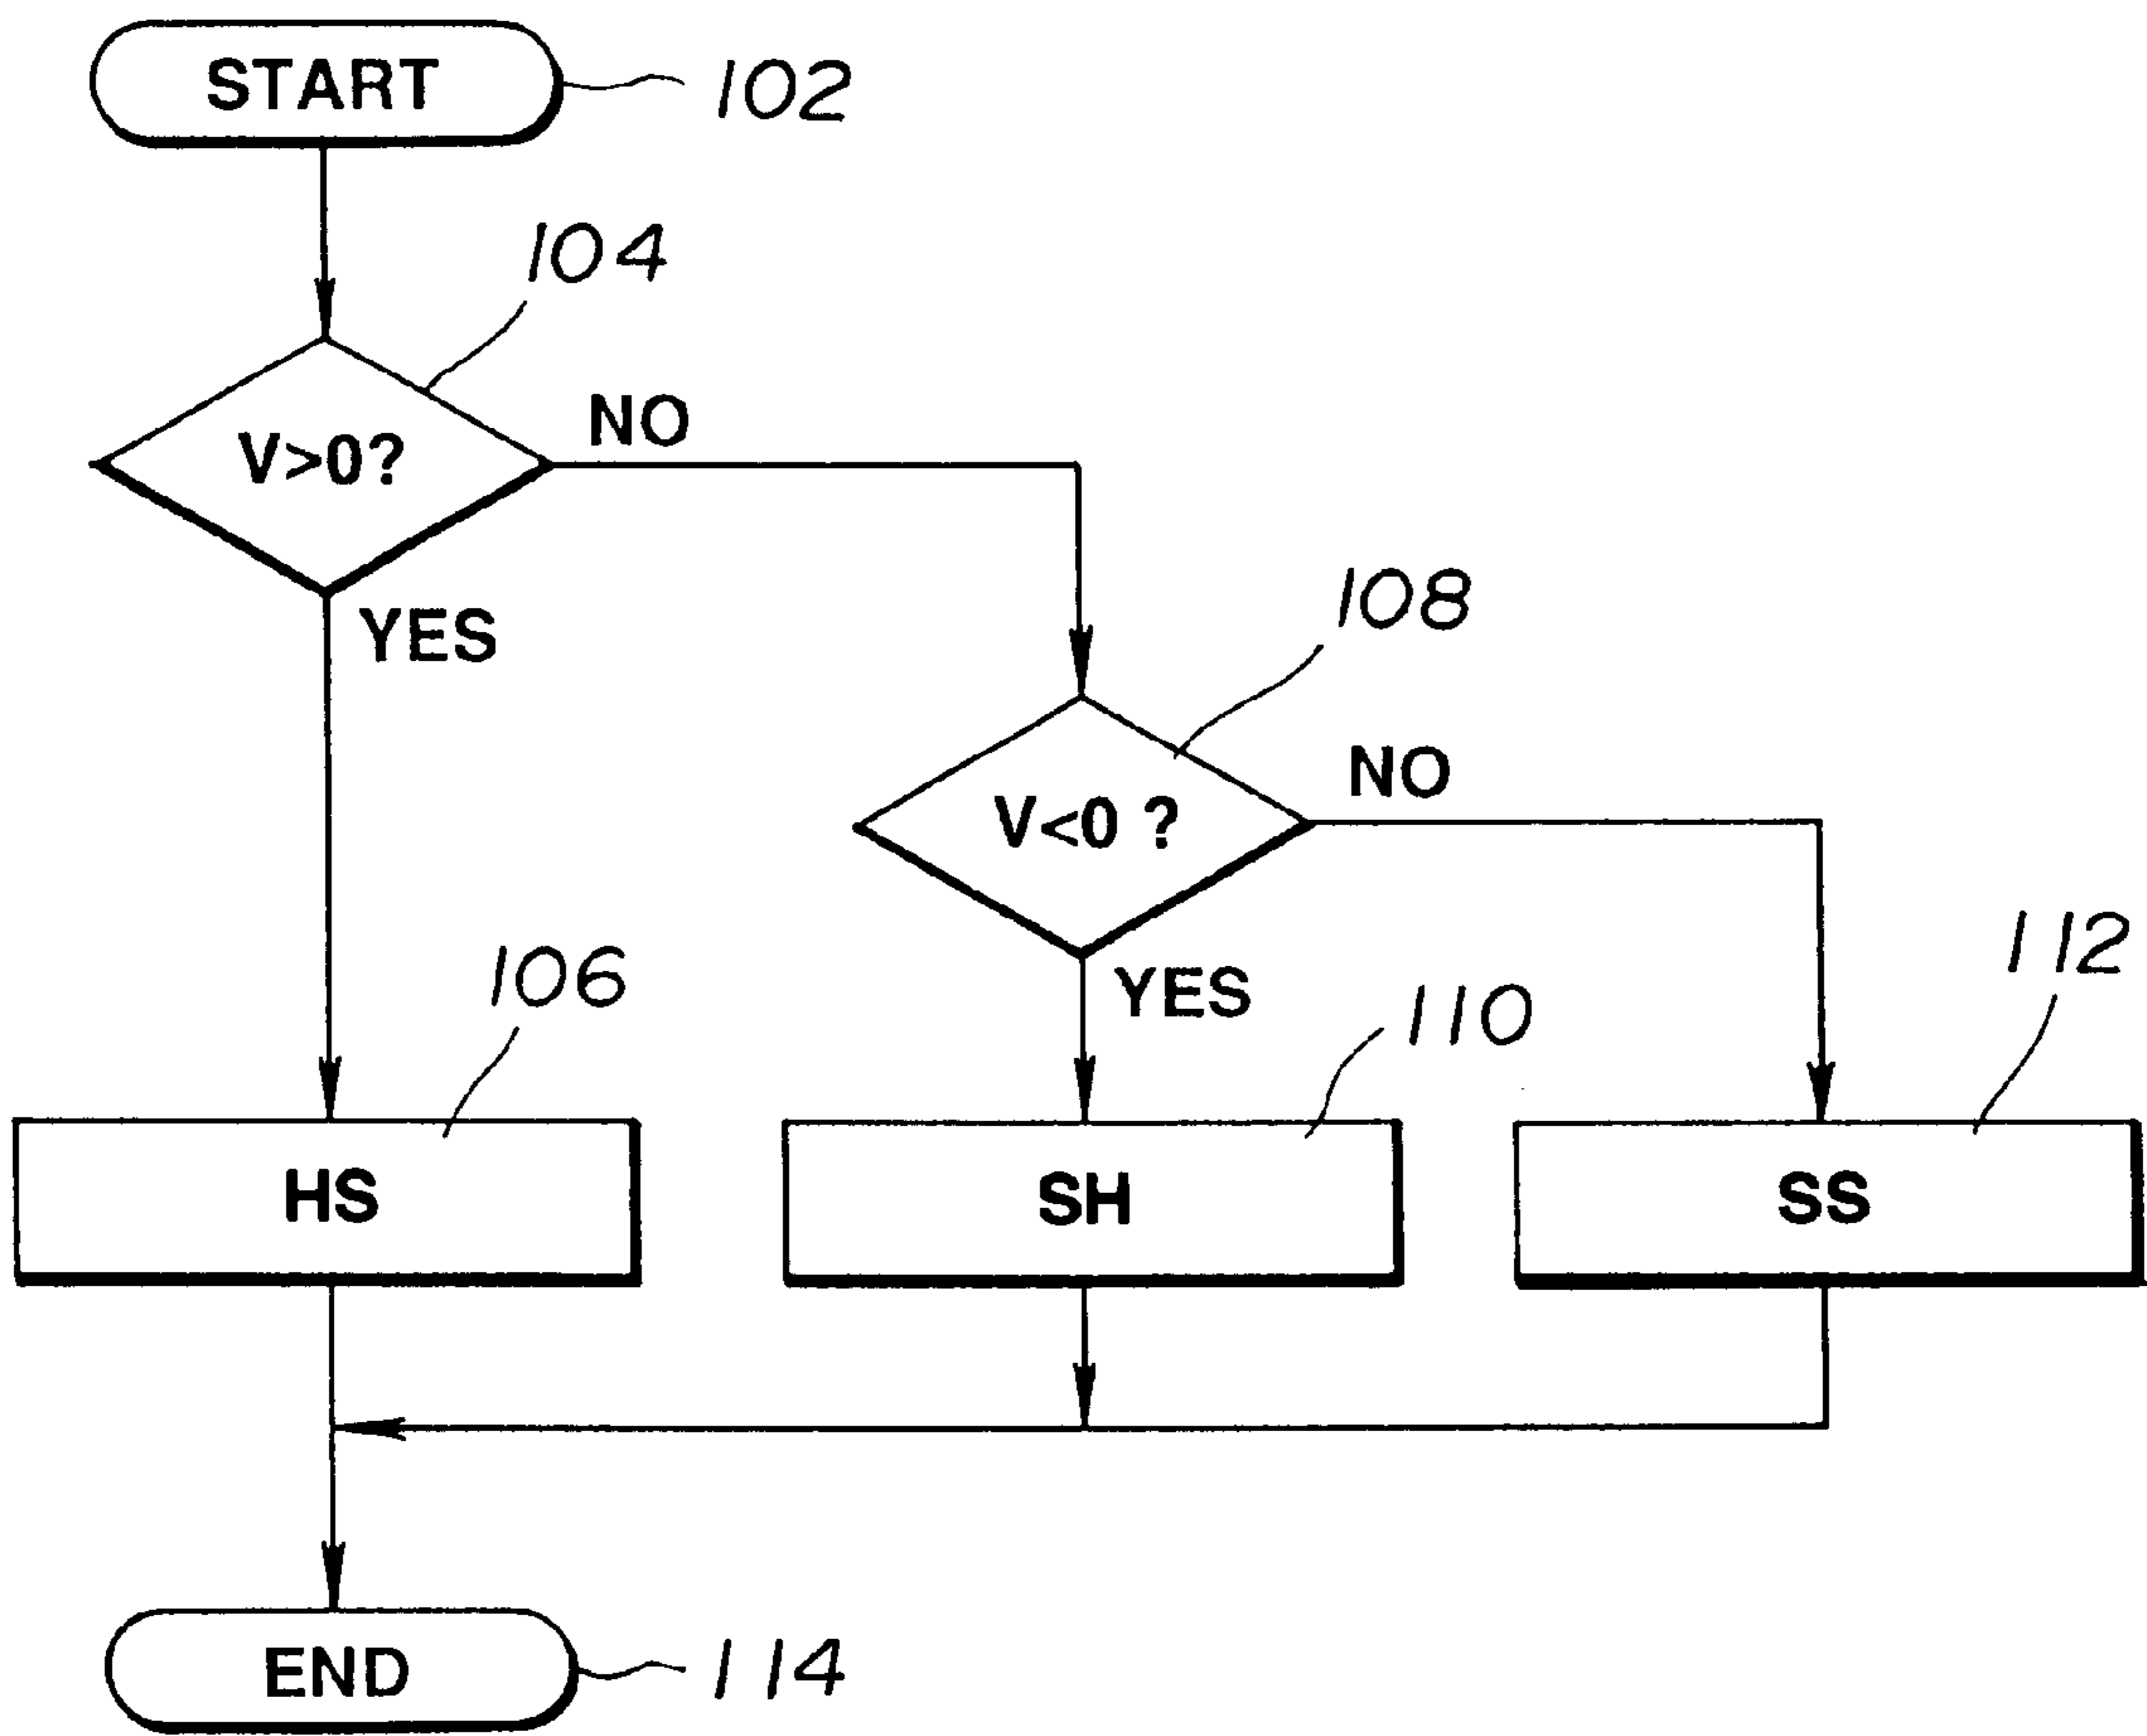 START
102
104
V>0?
NO
YES
108
V<0 ?
NO
YES
106
110
112
HS
SH
SS
END
114